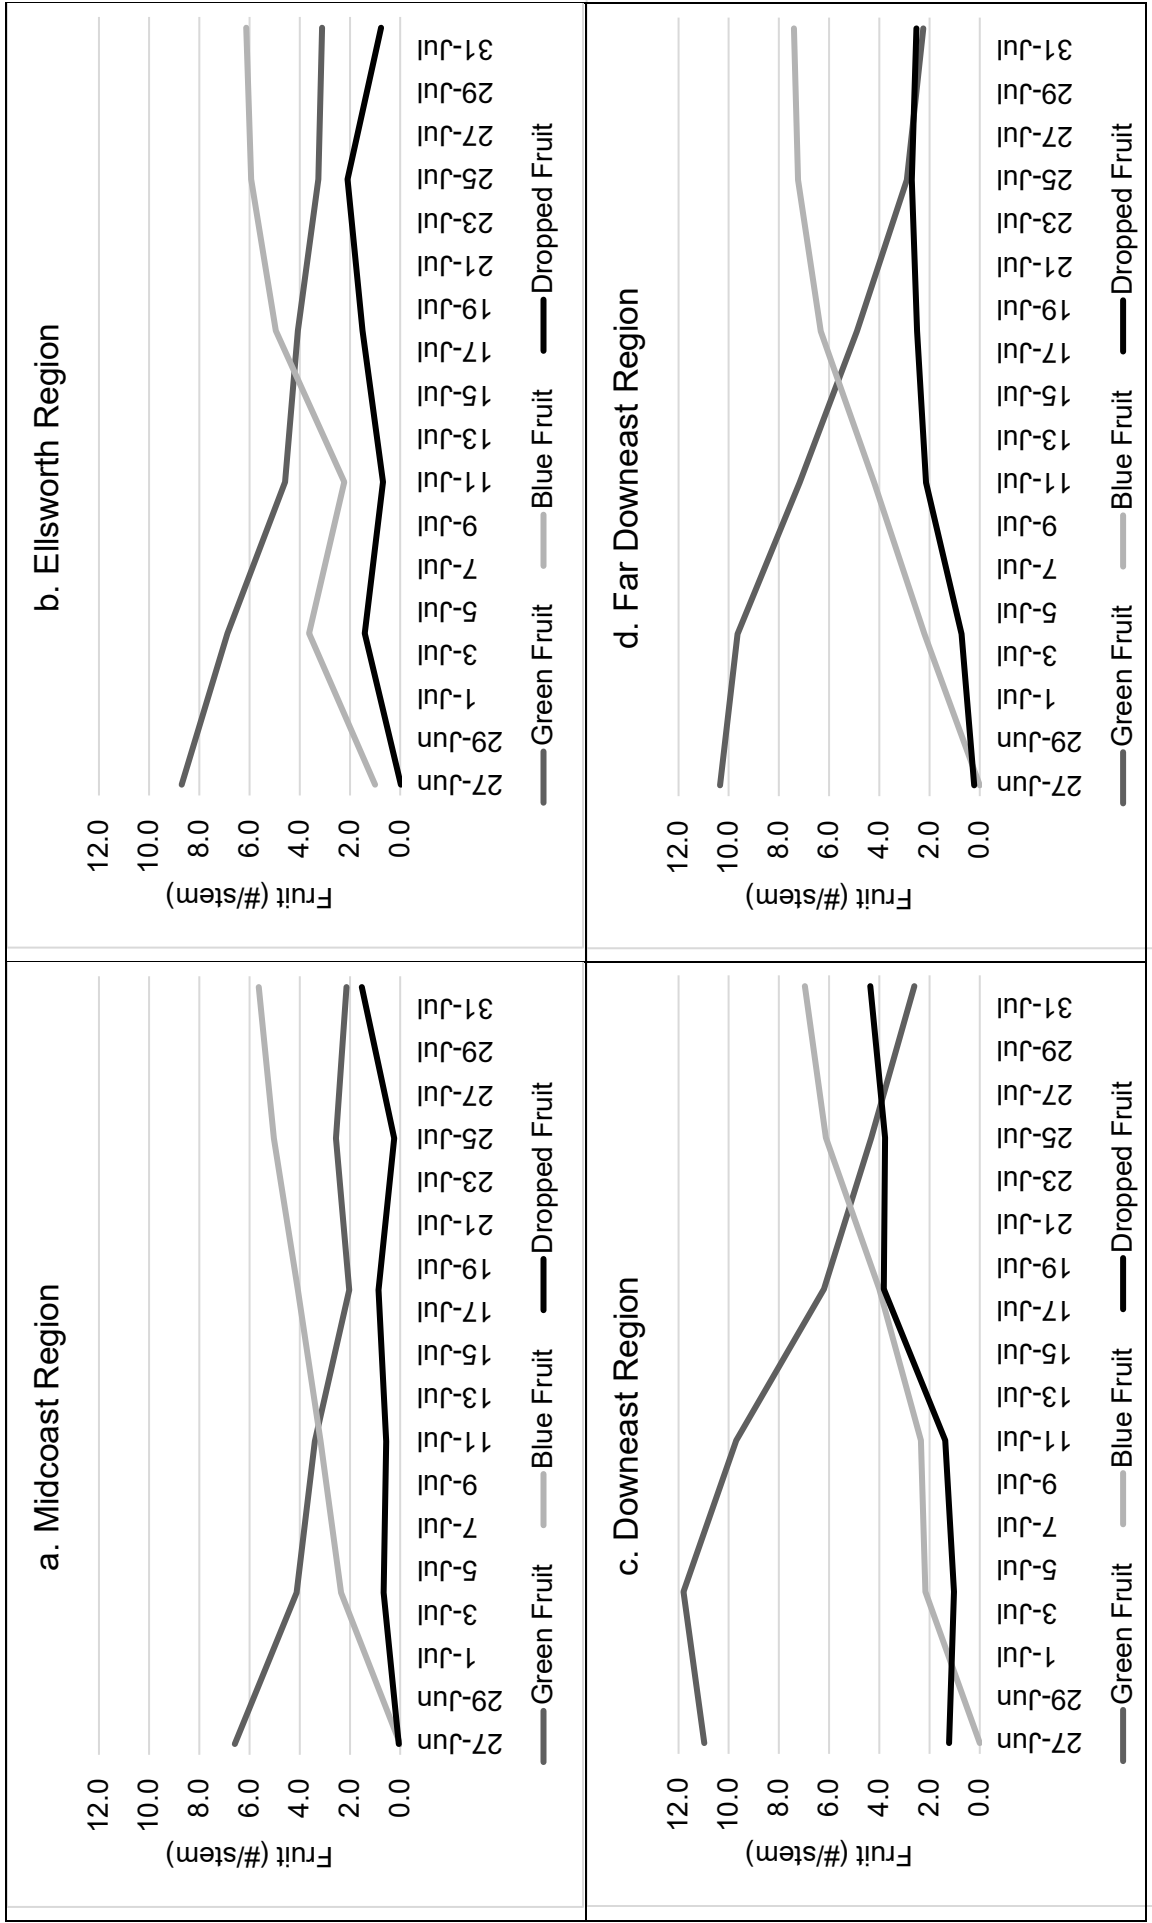 a. Midcoast Region
Fruit (#/stem)
12.0
10.0
8.0
6.0
4.0
2.0
0.0
27-Jun
29-Jun
1-Jul
3-Jul
5-Jul
7-Jul
9-Jul
11-Jul
13-Jul
15-Jul
17-Jul
19-Jul
21-Jul
23-Jul
25-Jul
27-Jul
29-Jul
31-Jul
Green Fruit Blue Fruit Dropped Fruit
b. Ellsworth Region
Fruit (#/stem)
12.0
10.0
8.0
6.0
4.0
2.0
0.0
27-Jun
29-Jun
1-Jul
3-Jul
5-Jul
7-Jul
9-Jul
11-Jul
13-Jul
15-Jul
17-Jul
19-Jul
21-Jul
23-Jul
25-Jul
27-Jul
29-Jul
31-Jul
Green Fruit Blue Fruit Dropped Fruit
c. Downeast Region
Fruit (#/stem)
12.0
10.0
8.0
6.0
4.0
2.0
0.0
27-Jun
29-Jun
1-Jul
3-Jul
5-Jul
7-Jul
9-Jul
11-Jul
13-Jul
15-Jul
17-Jul
19-Jul
21-Jul
23-Jul
25-Jul
27-Jul
29-Jul
31-Jul
Green Fruit Blue Fruit Dropped Fruit
d. Far Downeast Region
Fruit (#/stem)
12.0
10.0
8.0
6.0
4.0
2.0
0.0
27-Jun
29-Jun
1-Jul
3-Jul
5-Jul
7-Jul
9-Jul
11-Jul
13-Jul
15-Jul
17-Jul
19-Jul
21-Jul
23-Jul
25-Jul
27-Jul
29-Jul
31-Jul
Green Fruit Blue Fruit Dropped Fruit